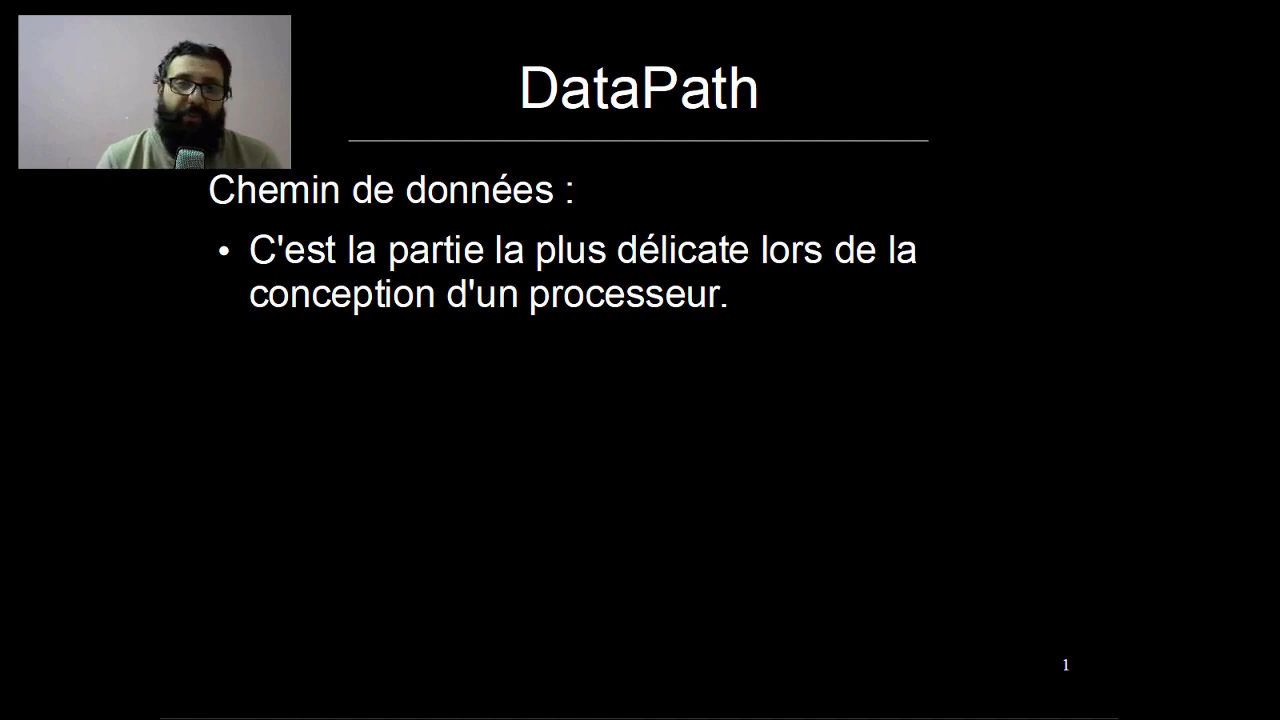 DataPath
Chemin de données :
• C'est la partie la plus délicate lors de la
conception d'un processeur.
1